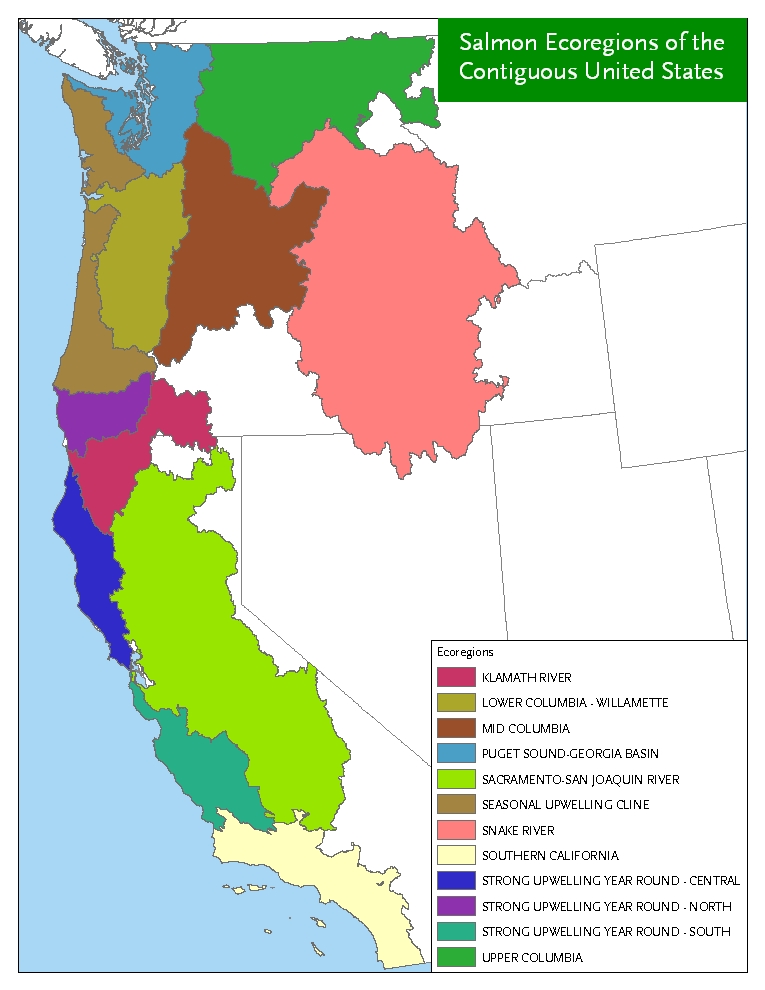 Salmon Ecoregions of the
Contiguous United States
Ecoregions
KLAMATH RIVER
LOWER COLUMBIA - WILLAMETTE
MID COLUMBIA
PUGET SOUND-GEORGIA BASIN
SACRAMENTO-SAN JOAQUIN RIVER
SEASONAL UPWELLING CLINE
SNAKE RIVER
SOUTHERN CALIFORNIA
STRONG UPWELLING YEAR ROUND - CENTRAL
STRONG UPWELLING YEAR ROUND - NORTH
STRONG UPWELLING YEAR ROUND - SOUTH
UPPER COLUMBIA